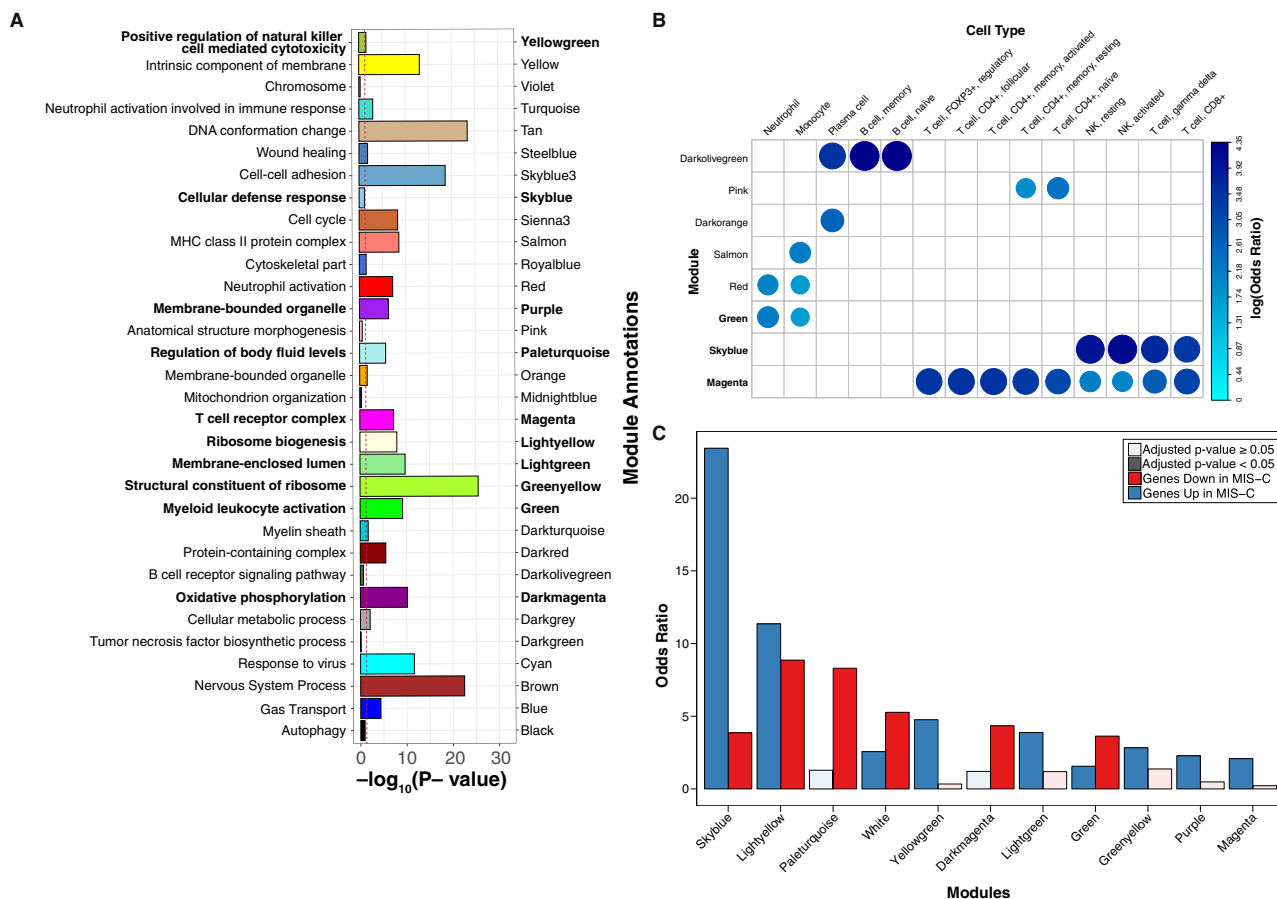 A
Positive regulation of natural killer
cell mediated cytotoxicity
Yellowgreen
Intrinsic component of membrane
Yellow
Chromosome
Violet
Neutrophil activation involved in immune response
Turquoise
DNA conformation change
Tan
Wound healing
Steelblue
Cell-cell adhesion
Skyblue3
Cellular defense response
Skyblue
Cell cycle
Sienna3
MHC class II protein complex
Salmon
Cytoskeletal part
Royalblue
Neutrophil activation
Red
Membrane-bounded organelle
Purple
Anatomical structure morphogenesis
Pink
Regulation of body fluid levels
Paleturquoise
Membrane-bounded organelle
Orange
Mitochondrion organization
Midnightblue
T cell receptor complex
Magenta
Ribosome biogenesis
Lightyellow
Membrane-enclosed lumen
Lightgreen
Structural constituent of ribosome
Greenyellow
Myeloid leukocyte activation
Green
Myelin sheath
Darkturquoise
Protein-containing complex
Darkred
B cell receptor signaling pathway
Darkolivegreen
Oxidative phosphorylation
Darkmagenta
Cellular metabolic process
Darkgrey
Tumor necrosis factor biosynthetic process
Darkgreen
Response to virus
Cyan
Nervous System Process
Brown
Gas Transport
Blue
Autophagy
Black
0 10 20 30
−log10(P− value)
Module Annotations
B
Cell Type
Neutrophil
Monocyte
Plasma cell
B cell, memory
B cell, naïve
T cell, FOXP3+, regulatory
T cell, CD4+, follicular
T cell, CD4+, memory, activated
T cell, CD4+, memory, resting
T cell, CD4+, naïve
NK, resting
NK, activated
T cell, gamma delta
T cell, CD8+
Module
Darkolivegreen
Pink
Darkorange
Salmon
Red
Green
Skyblue
Magenta
4.35
3.92
3.48
3.05
2.61
2.18
1.74
1.31
0.87
0.44
0
log(Odds Ratio)
C
Adjusted p-value ≥ 0.05
Adjusted p-value < 0.05
Genes Down in MIS−C
Genes Up in MIS−C
Odds Ratio
20
15
10
5
0
Skyblue
Lightyellow
Paleturquoise
White
Yellowgreen
Darkmagenta
Lightgreen
Green
Greenyellow
Purple
Magenta
Modules